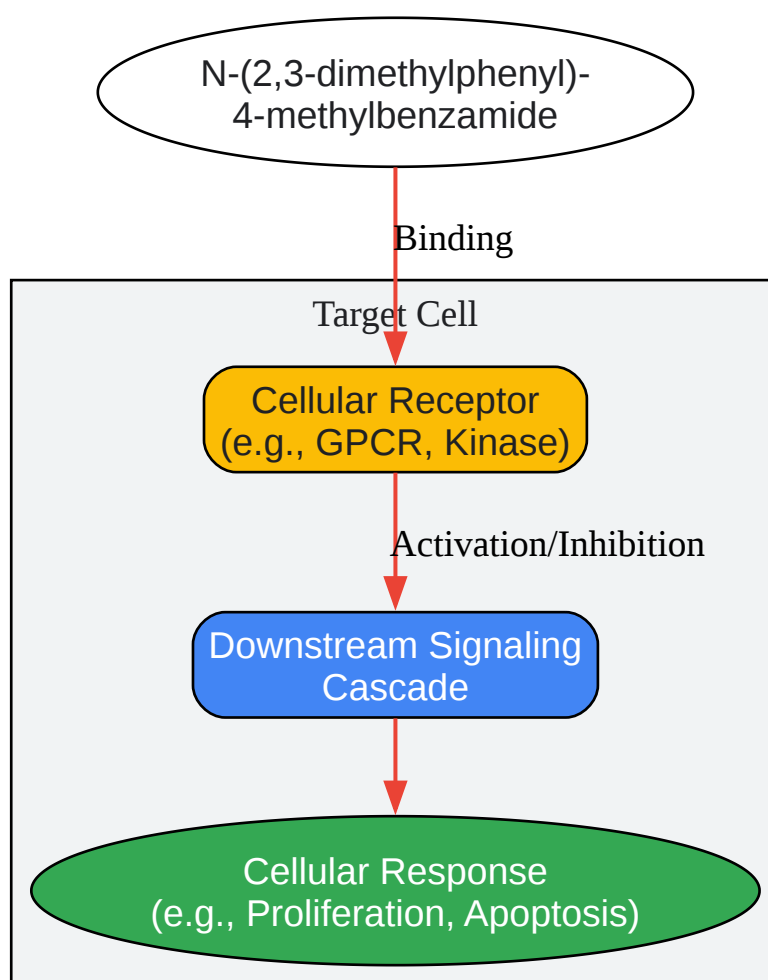 N-(2,3-dimethylphenyl)-
4-methylbenzamide
Binding
Target Cell
Cellular Receptor
(e.g., GPCR, Kinase)
Activation/Inhibition
Downstream Signaling
Cascade
Cellular Response
(e.g., Proliferation, Apoptosis)